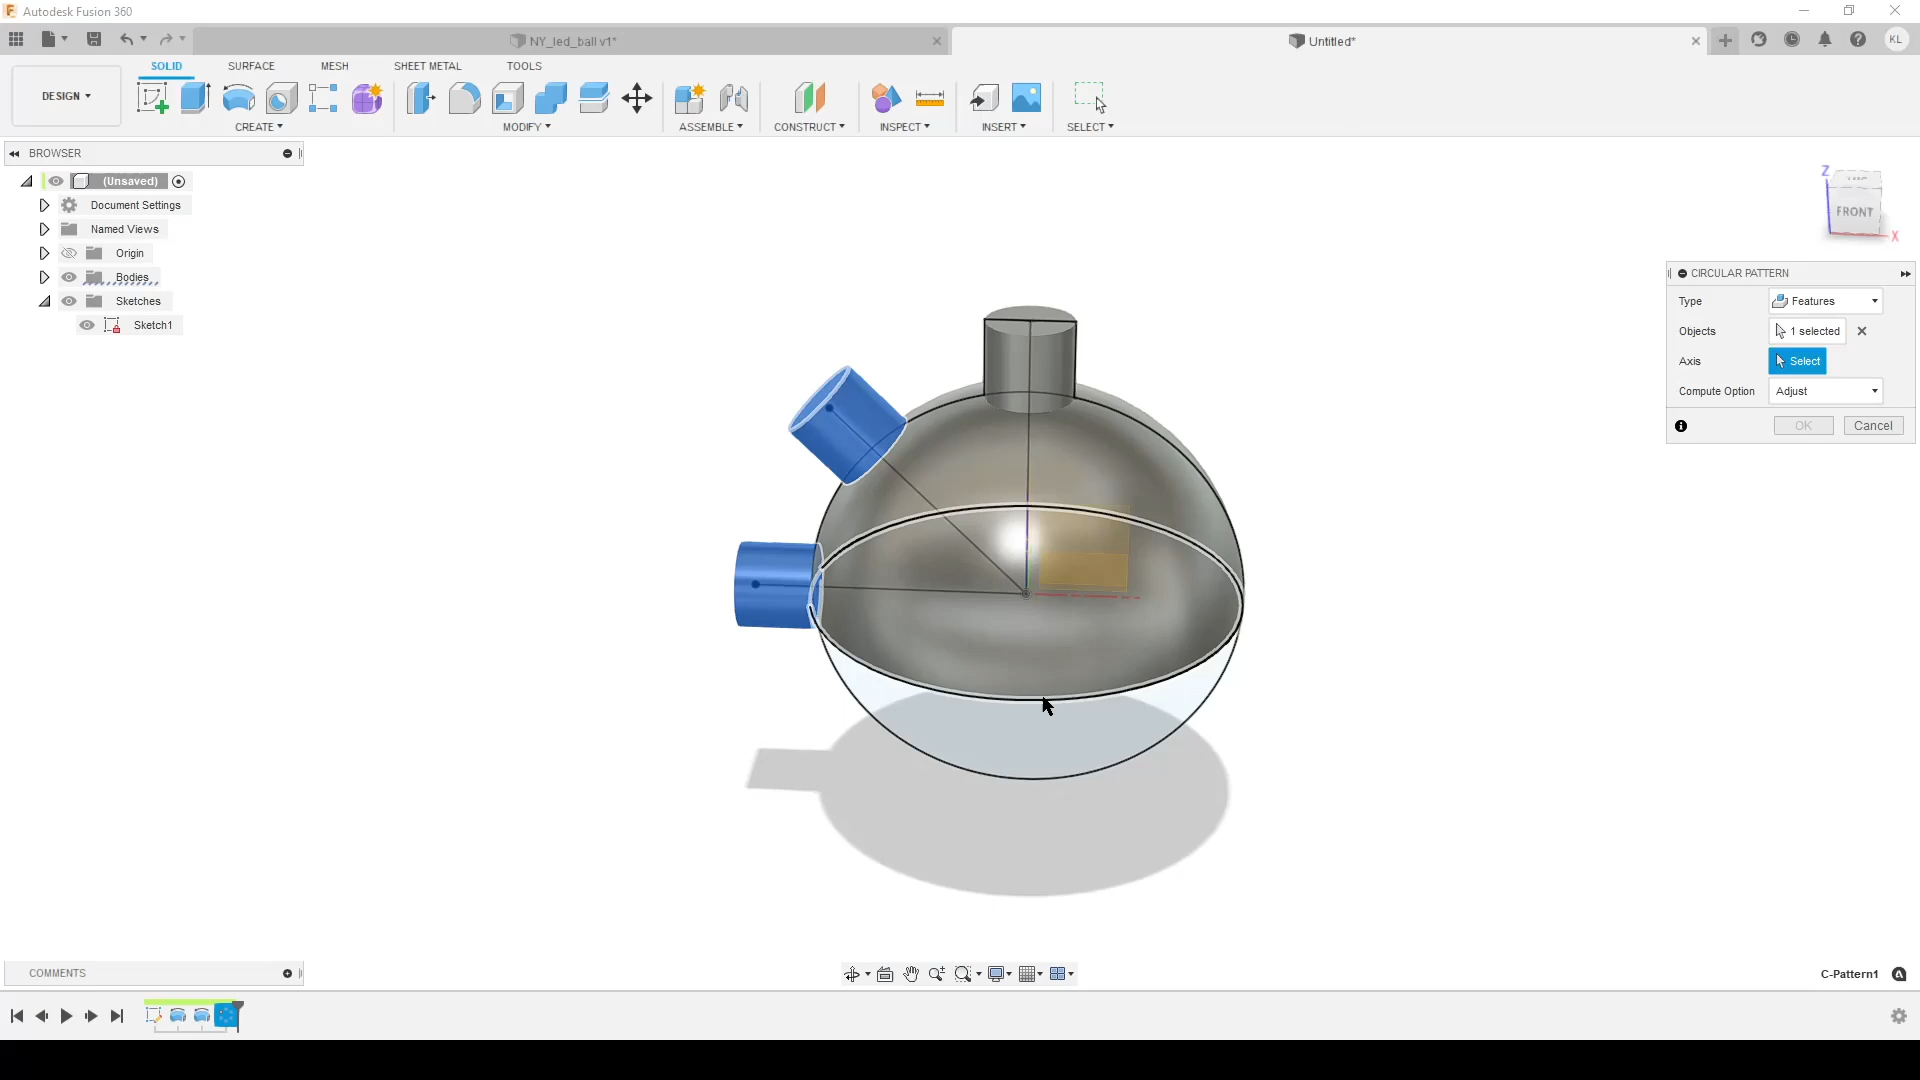 Autodesk Fusion 360
NY_led_ball v1*
Untitled*
KL
DESIGN
SOLID
SURFACE
MESH
SHEET METAL
TOOLS
CREATE
MODIFY
ASSEMBLE
CONSTRUCT
INSPECT
INSERT
SELECT
BROWSER
(Unsaved)
Document Settings
Named Views
Origin
Bodies
Sketches
Sketch1
Z
FRONT
X
CIRCULAR PATTERN
Type
Features
Objects
1 selected
Axis
Select
Compute Option
Adjust
OK
Cancel
COMMENTS
C-Pattern1